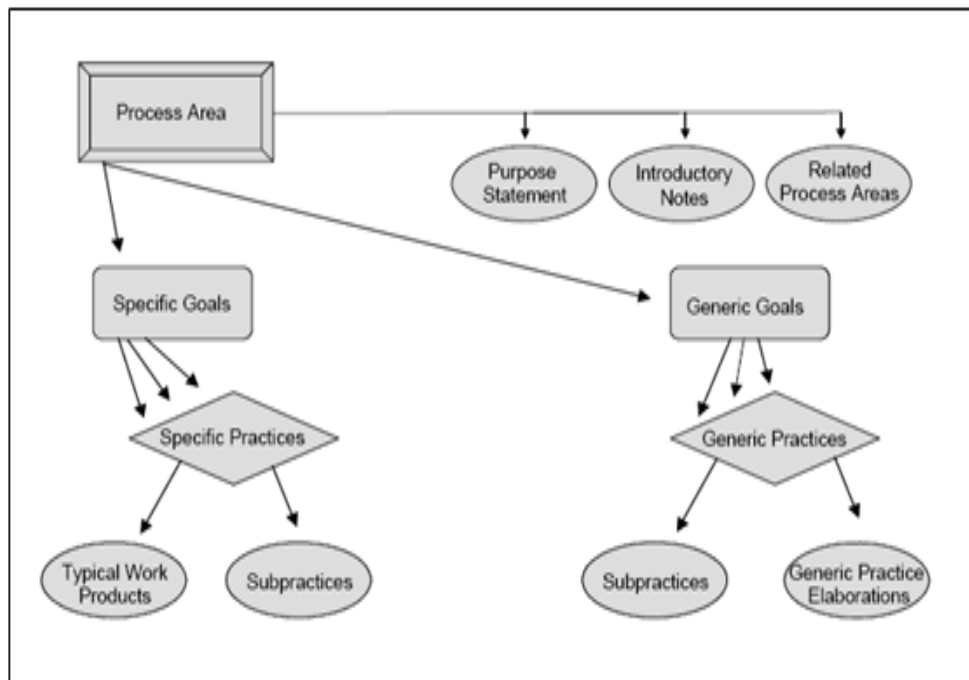 Process Area
Purpose
Statement
Introductory
Notes
Related
Process Areas
Specific Goals
Generic Goals
Specific Practices
Generic Practices
Typical Work
Products
Subpractices
Subpractices
Generic Practice
Elaborations